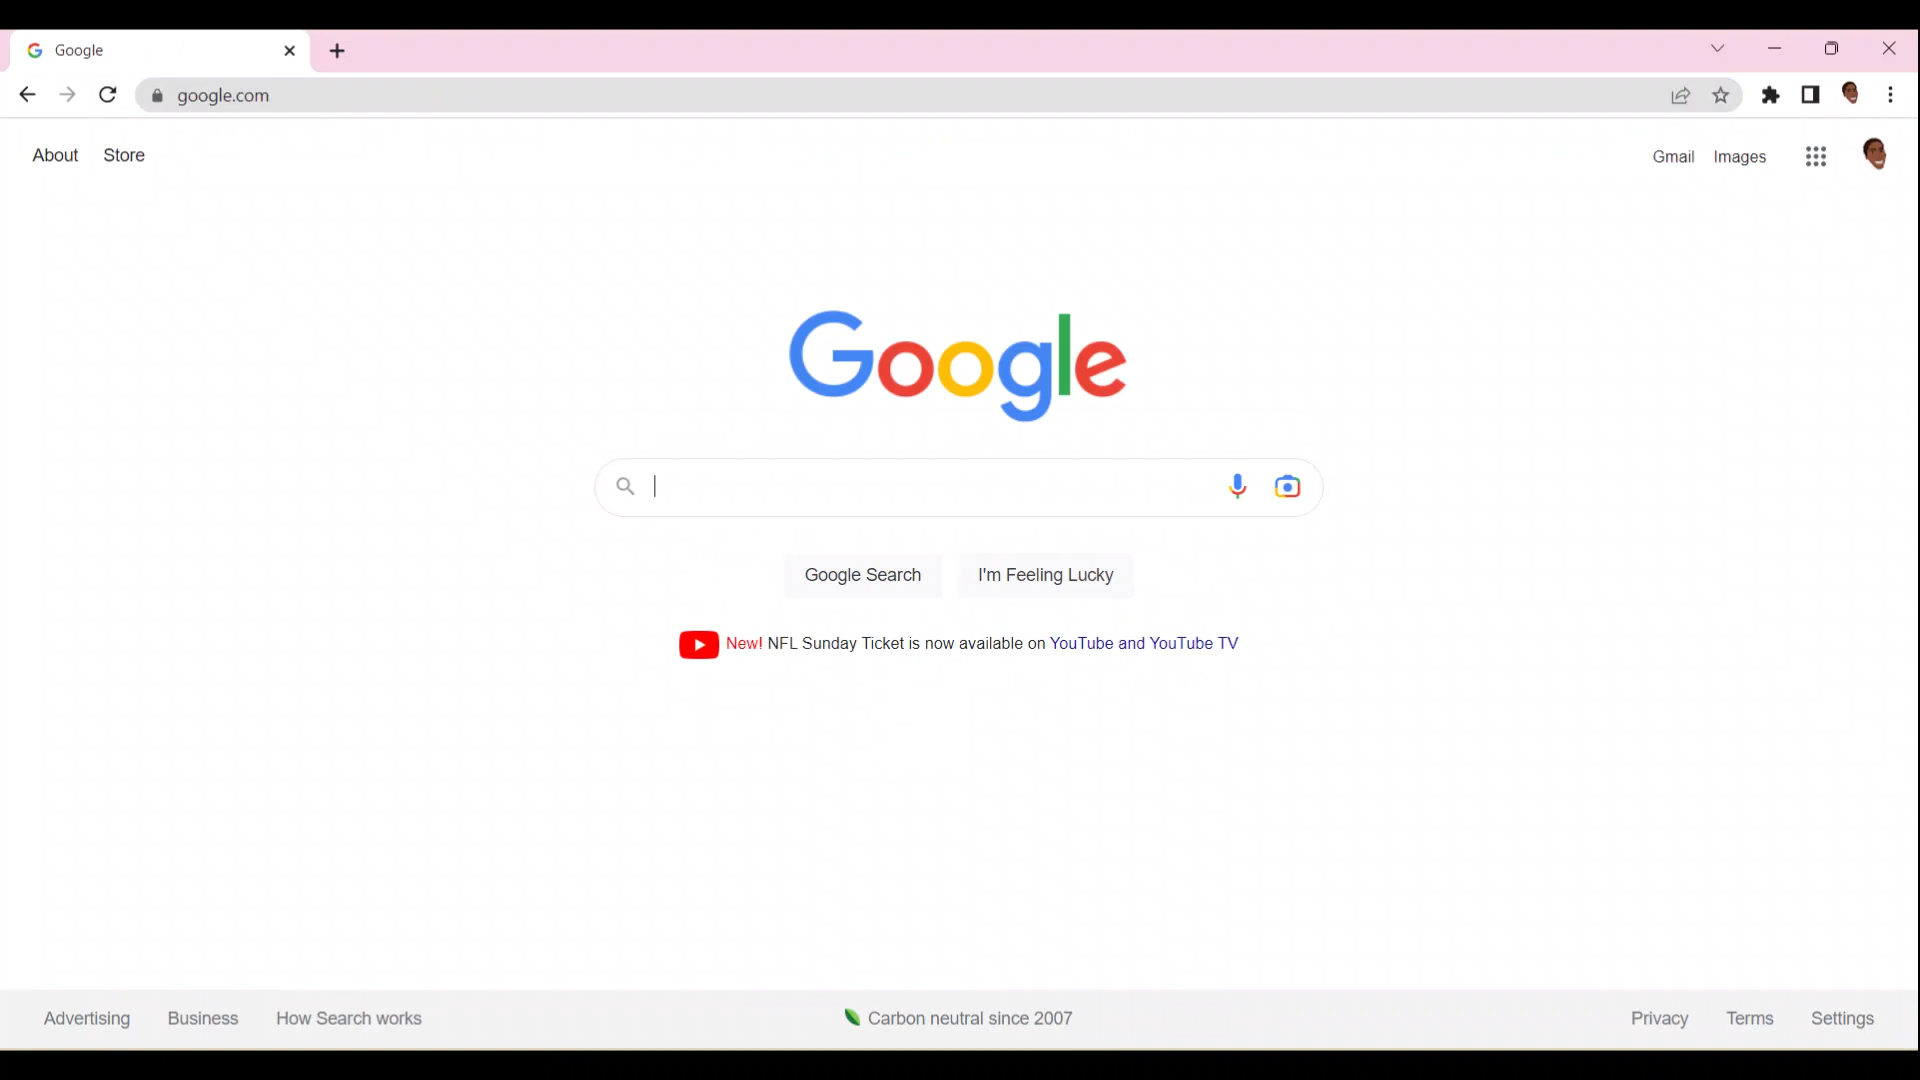 Google
google.com
About Store
Gmail Images
Google
Google Search
I'm Feeling Lucky
New! NFL Sunday Ticket is now available on YouTube and YouTube TV
Advertising Business How Search works
Carbon neutral since 2007
Privacy Terms Settings